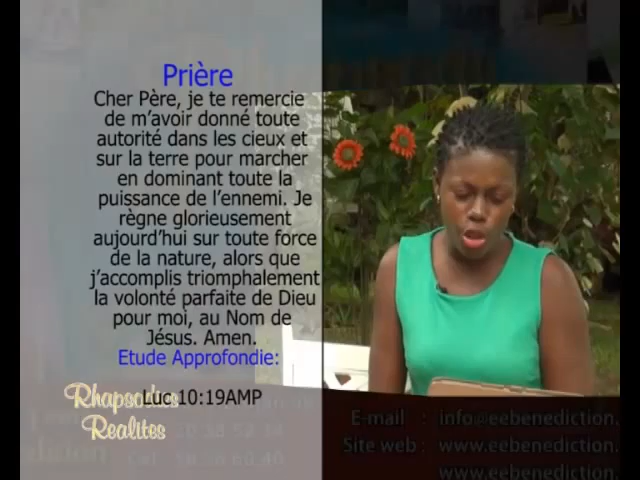 Prière
Cher Père, je te remercie
de m'avoir donné toute
autorité dans les cieux et
sur la terre pour marcher
en dominant toute la
puissance de l'ennemi. Je
règne glorieusement
aujourd'hui sur toute force
de la nature, alors que
j'accomplis triomphalement
la volonté parfaite de Dieu
pour moi, au Nom de
Jésus. Amen.
Etude Approfondie:
Luc 10:19AMP
Rhapsodies
Realites
E-mail : info@eebenediction.
Site web : www.eebenediction.
www.eebenediction.